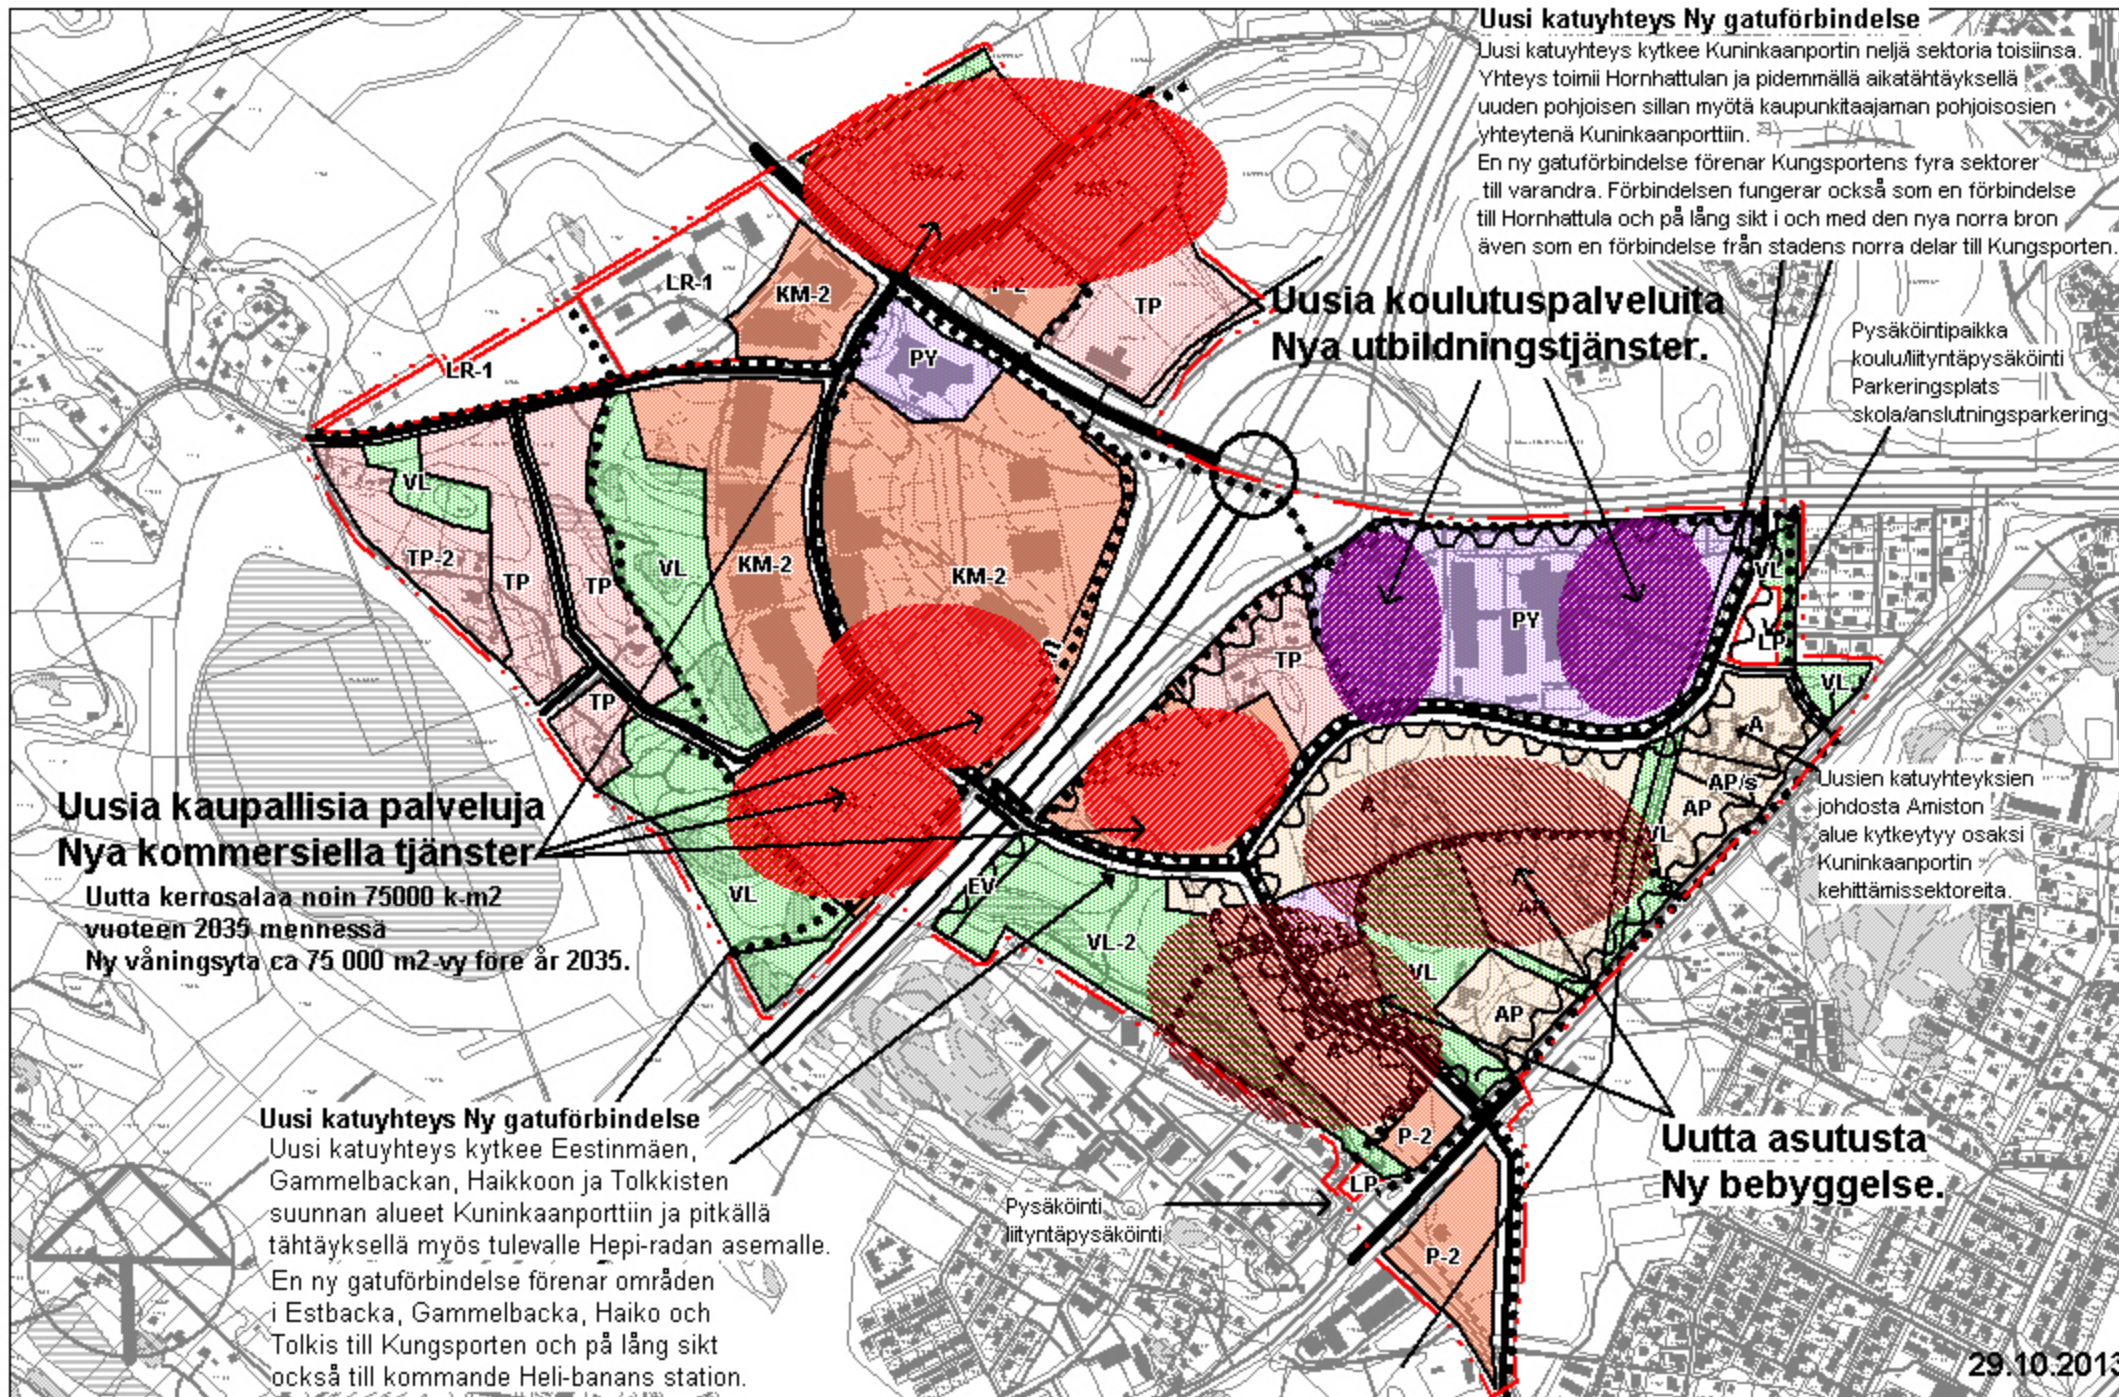 Uusi katuyhteys Ny gatuförbindelse
Uusi katuyhteys kytkee Kuninkaanportin neljä sektoria toisiinsa.
Yhteys toimii Hornhattulan ja pidemmällä aikatähtäyksellä
uuden pohjoisen sillan myötä kaupunkitaajaman pohjoisosien
yhteytenä Kuninkaanporttiin.
En ny gatuförbindelse förenar Kungsportens fyra sektorer
till varandra. Förbindelsen fungerar också som en förbindelse
till Hornhattula och på lång sikt i och med den nya norra bron
även som en förbindelse från stadens norra delar till Kungsporten.
Uusia koulutuspalveluita
Nya utbildningstjänster.
Pysäköintipaikka
koulu/liityntäpysäköinti
Parkeringsplats
skola/anslutningsparkering
LR-1
KM-2
TP
PY
LR-1
VL
TP-2
TP
TP
VL
KM-2
KM-2
TP
PY
VL
LP
VL
TP
A
AP/s
AP
VL
A
Uusien katuyhteyksien
johdosta Amiston
alue kytkeytyy osaksi
Kuninkaanportin
kehittämissektoreita.
Uusia kaupallisia palveluja
Nya kommersiella tjänster
Uutta kerrosalaa noin 75000 k-m2
vuoteen 2035 mennessä
Ny våningsyta ca 75 000 m2-vy före år 2035.
VL
EV
VL-2
AP
VL
A
AP
A
P-2
LP
P-2
Uusi katuyhteys Ny gatuförbindelse
Uusi katuyhteys kytkee Eestinmäen,
Gammelbackan, Haikkoon ja Tolkkisten
suunnan alueet Kuninkaanporttiin ja pitkällä
tähtäyksellä myös tulevalle Hepi-radan asemalle.
En ny gatuförbindelse förenar områden
i Estbacka, Gammelbacka, Haiko och
Tolkis till Kungsporten och på lång sikt
också till kommande Heli-banans station.
Pysäköinti
liityntäpysäköinti
Uutta asutusta
Ny bebyggelse.
29.10.2013